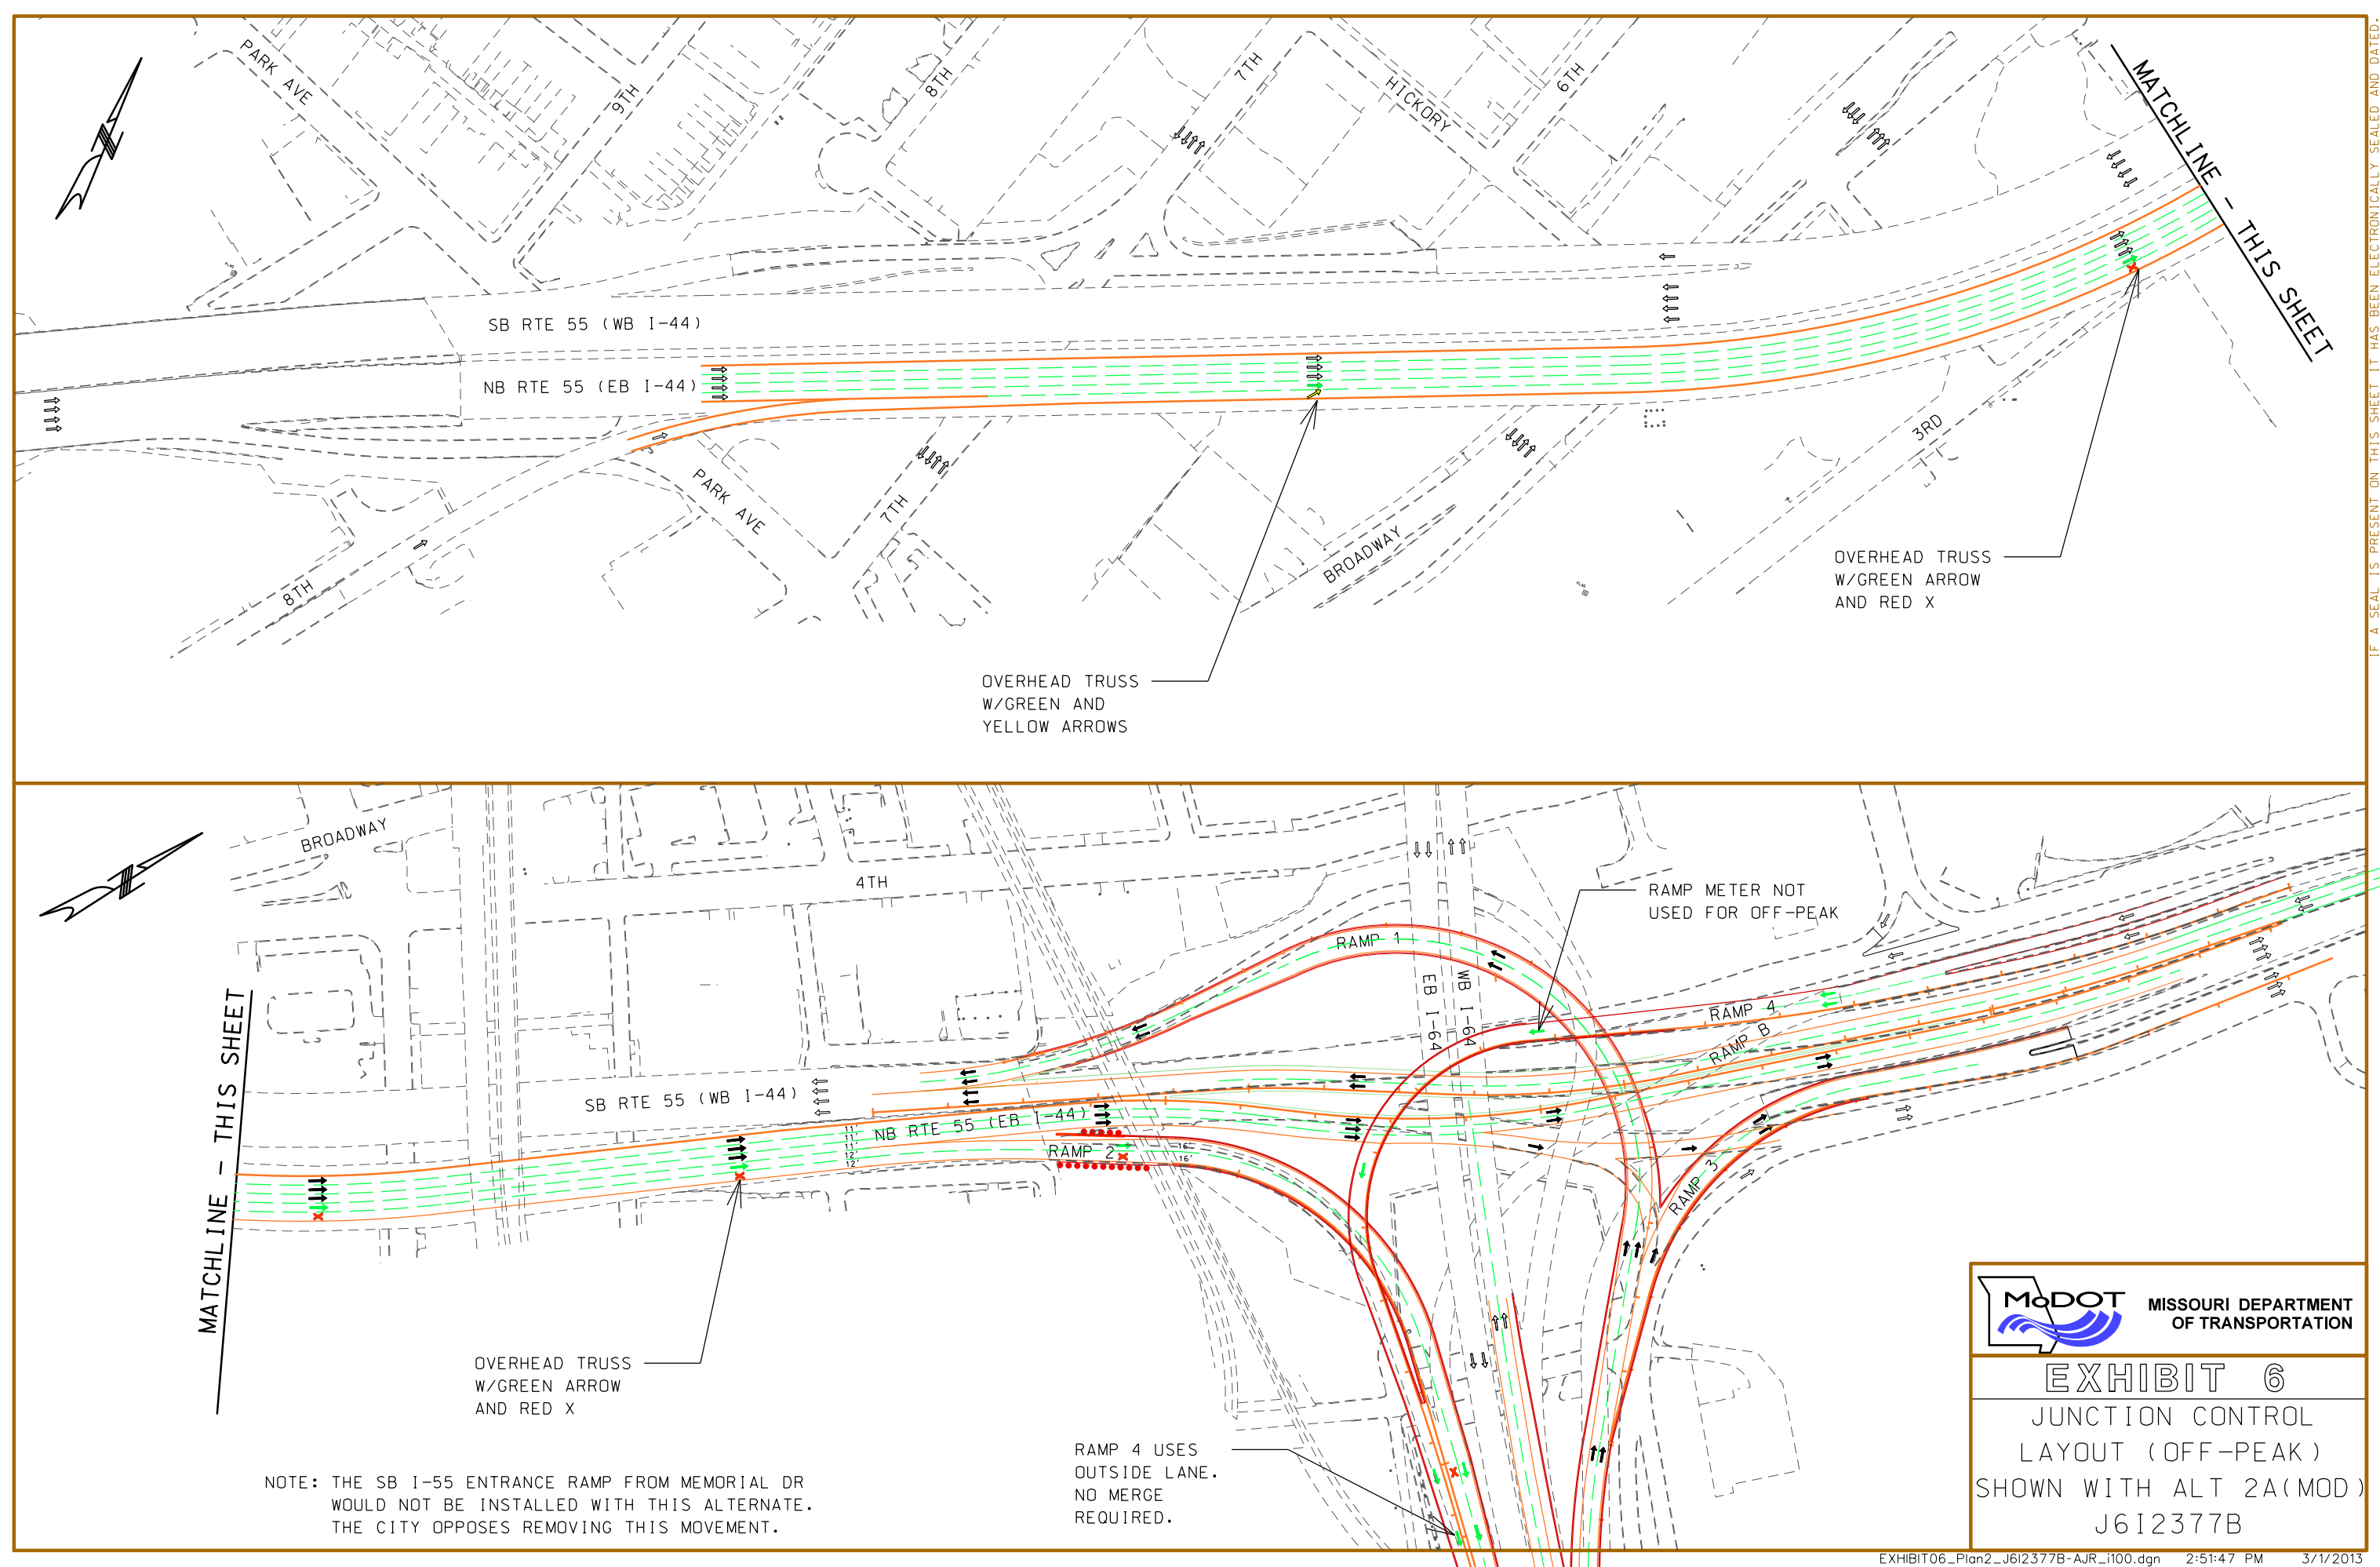 PARK AVE
9TH
8TH
7TH
HICKORY
6TH
MATCHLINE - THIS SHEET
IF A SEAL IS PRESENT ON THIS SHEET IT HAS BEEN ELECTRONICALLY SEALED AND DATED.
SB RTE 55 (WB I-44)
NB RTE 55 (EB I-44)
PARK AVE
7TH
8TH
BROADWAY
3RD
OVERHEAD TRUSS
W/GREEN ARROW
AND RED X
OVERHEAD TRUSS
W/GREEN AND
YELLOW ARROWS
BROADWAY
4TH
RAMP METER NOT
USED FOR OFF-PEAK
RAMP 1
EB I-64
WB I-64
RAMP 4
RAMP B
MATCHLINE - THIS SHEET
SB RTE 55 (WB I-44)
NB RTE 55 (EB I-44)
11'
11'
11'
12'
12'
RAMP 2
16'
16'
RAMP 3
OVERHEAD TRUSS
W/GREEN ARROW
AND RED X
RAMP 4 USES
OUTSIDE LANE.
NO MERGE
REQUIRED.
NOTE: THE SB I-55 ENTRANCE RAMP FROM MEMORIAL DR
WOULD NOT BE INSTALLED WITH THIS ALTERNATE.
THE CITY OPPOSES REMOVING THIS MOVEMENT.
MoDOT
MISSOURI DEPARTMENT
OF TRANSPORTATION
EXHIBIT 6
JUNCTION CONTROL
LAYOUT (OFF-PEAK)
SHOWN WITH ALT 2A(MOD)
J6I2377B
EXHIBIT06_Plan2_J6I2377B-AJR_i100.dgn 2:51:47 PM 3/1/2013